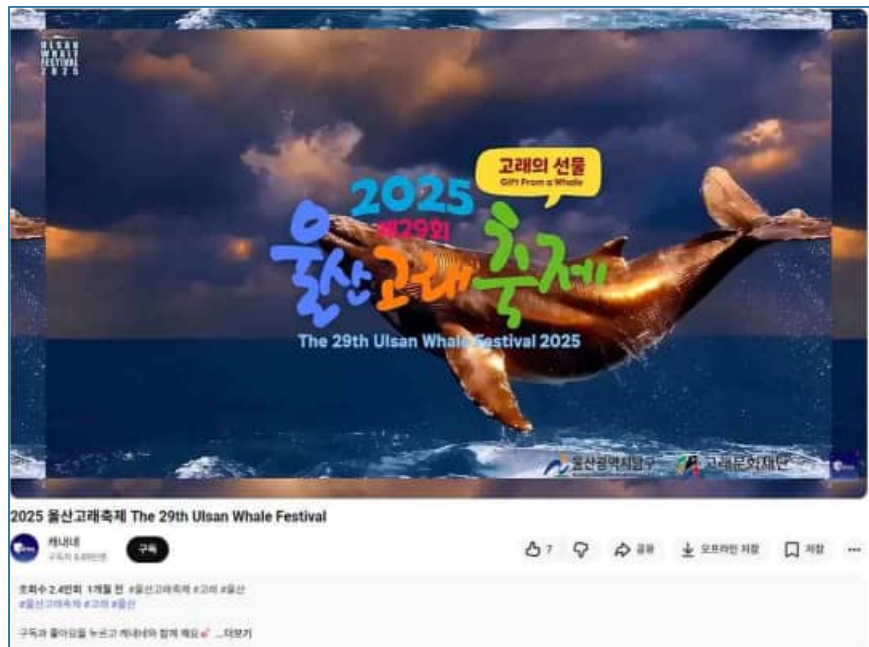 ULSAN
WHALE
FESTIVAL
2025
고래의 선물
Gift From a Whale
2025
제29회
울산고래축제
The 29th Ulsan Whale Festival 2025
울산광역시남구
고래문화재단
2025 울산고래축제 The 29th Ulsan Whale Festival
캐내네
구독
7
공유
오프라인 저장
저장
조회수 2.4만회 1개월 전 #울산고래축제 #고래 #울산
#울산고래축제 #고래 #울산
구독과 좋아요을 누르고 캐내네와 함께 해요 ...더보기